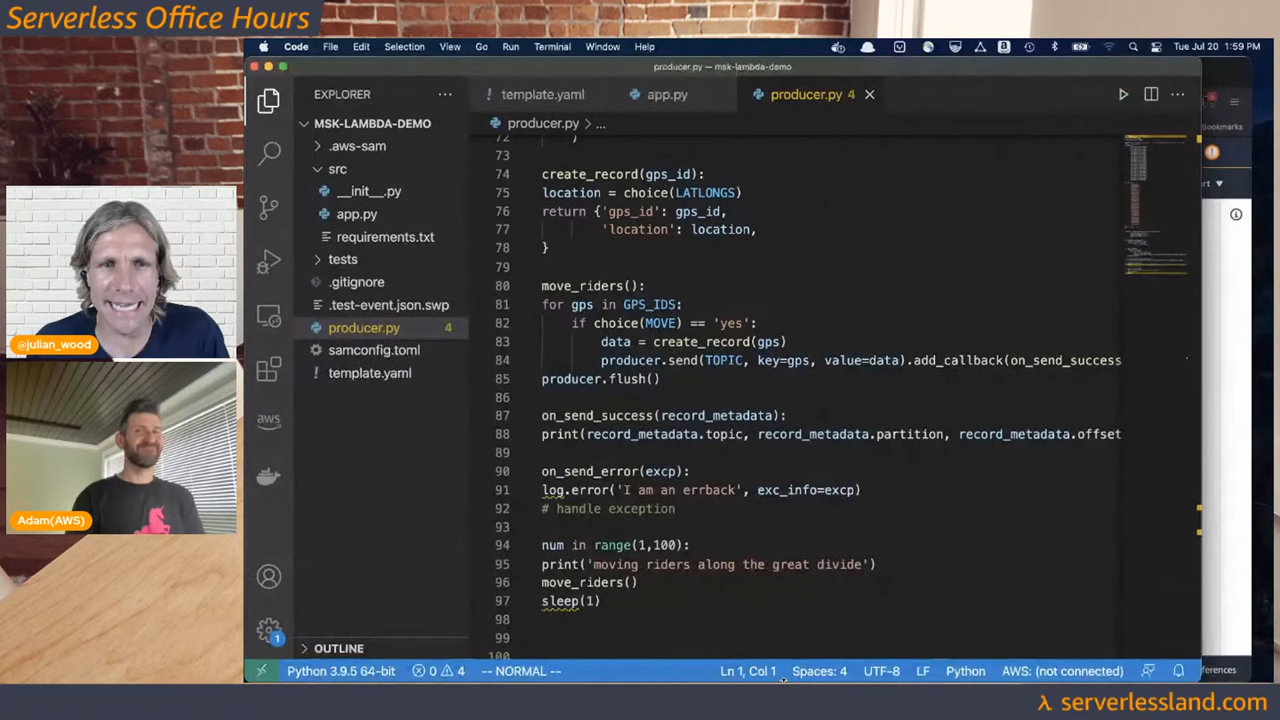 Serverless Office Hours
Code File Edit Selection View Go Run Terminal Window Help
Tue Jul 20 1:59 PM
producer.py — msk-lambda-demo
EXPLORER
template.yaml
app.py
producer.py 4
producer.py > ...
Bookmarks
MSK-LAMBDA-DEMO
.aws-sam
src
__init__.py
app.py
requirements.txt
tests
.gitignore
.test-event.json.swp
producer.py 4
samconfig.toml
template.yaml
OUTLINE
72 )
73
74 create_record(gps_id):
75 location = choice(LATLONGS)
76 return {'gps_id': gps_id,
77 'location': location,
78 }
79
80 move_riders():
81 for gps in GPS_IDS:
82 if choice(MOVE) == 'yes':
83 data = create_record(gps)
84 producer.send(TOPIC, key=gps, value=data).add_callback(on_send_success
85 producer.flush()
86
87 on_send_success(record_metadata):
88 print(record_metadata.topic, record_metadata.partition, record_metadata.offset
89
90 on_send_error(excp):
91 log.error('I am an errback', exc_info=excp)
92 # handle exception
93
94 num in range(1,100):
95 print('moving riders along the great divide')
96 move_riders()
97 sleep(1)
98
99
100
aws
1
@julian_wood
Adam(AWS)
Python 3.9.5 64-bit 0 4 -- NORMAL -- Ln 1, Col 1 Spaces: 4 UTF-8 LF Python AWS: (not connected)
ferences
λ serverlessland.com